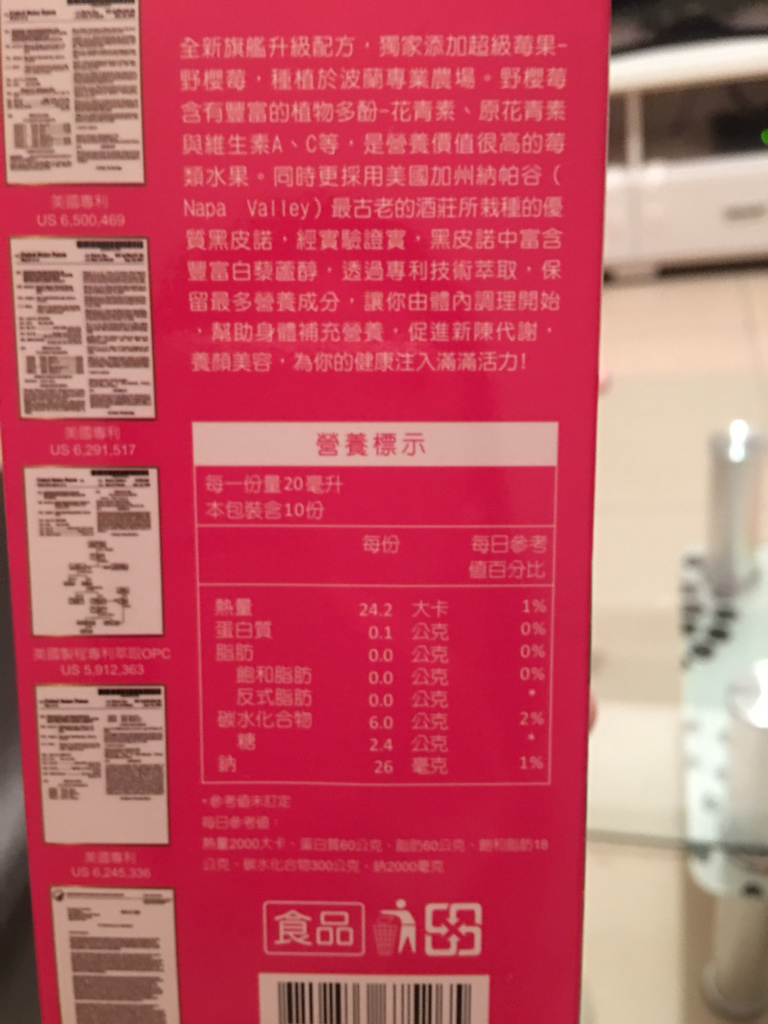 全新旗艦升級配方，獨家添加超級莓果-
野櫻莓，種植於波蘭專業農場。野櫻莓
含有豐富的植物多酚-花青素、原花青素
與維生素A、C等，是營養價值很高的莓
類水果。同時更採用美國加州納帕谷（
Napa Valley）最古老的酒莊所栽種的優
質黑皮諾，經實驗證實，黑皮諾中富含
豐富白藜蘆醇，透過專利技術萃取，保
留最多營養成分，讓你由體內調理開始
，幫助身體補充營養，促進新陳代謝，
養顏美容，為你的健康注入滿滿活力！
美國專利
US 6,500,469
美國專利
US 6,291,517
美國製程專利萃取OPC
US 5,912,363
美國專利
US 6,245,336
營養標示
每一份量20毫升
本包裝含10份
每份 每日參考
值百分比
熱量 24.2 大卡 1%
蛋白質 0.1 公克 0%
脂肪 0.0 公克 0%
飽和脂肪 0.0 公克 0%
反式脂肪 0.0 公克 *
碳水化合物 6.0 公克 2%
糖 2.4 公克 *
鈉 26 毫克 1%
*參考值未訂定
每日參考值：
熱量2000大卡、蛋白質60公克、脂肪60公克、飽和脂肪18
公克、碳水化合物300公克、鈉2000毫克
食品